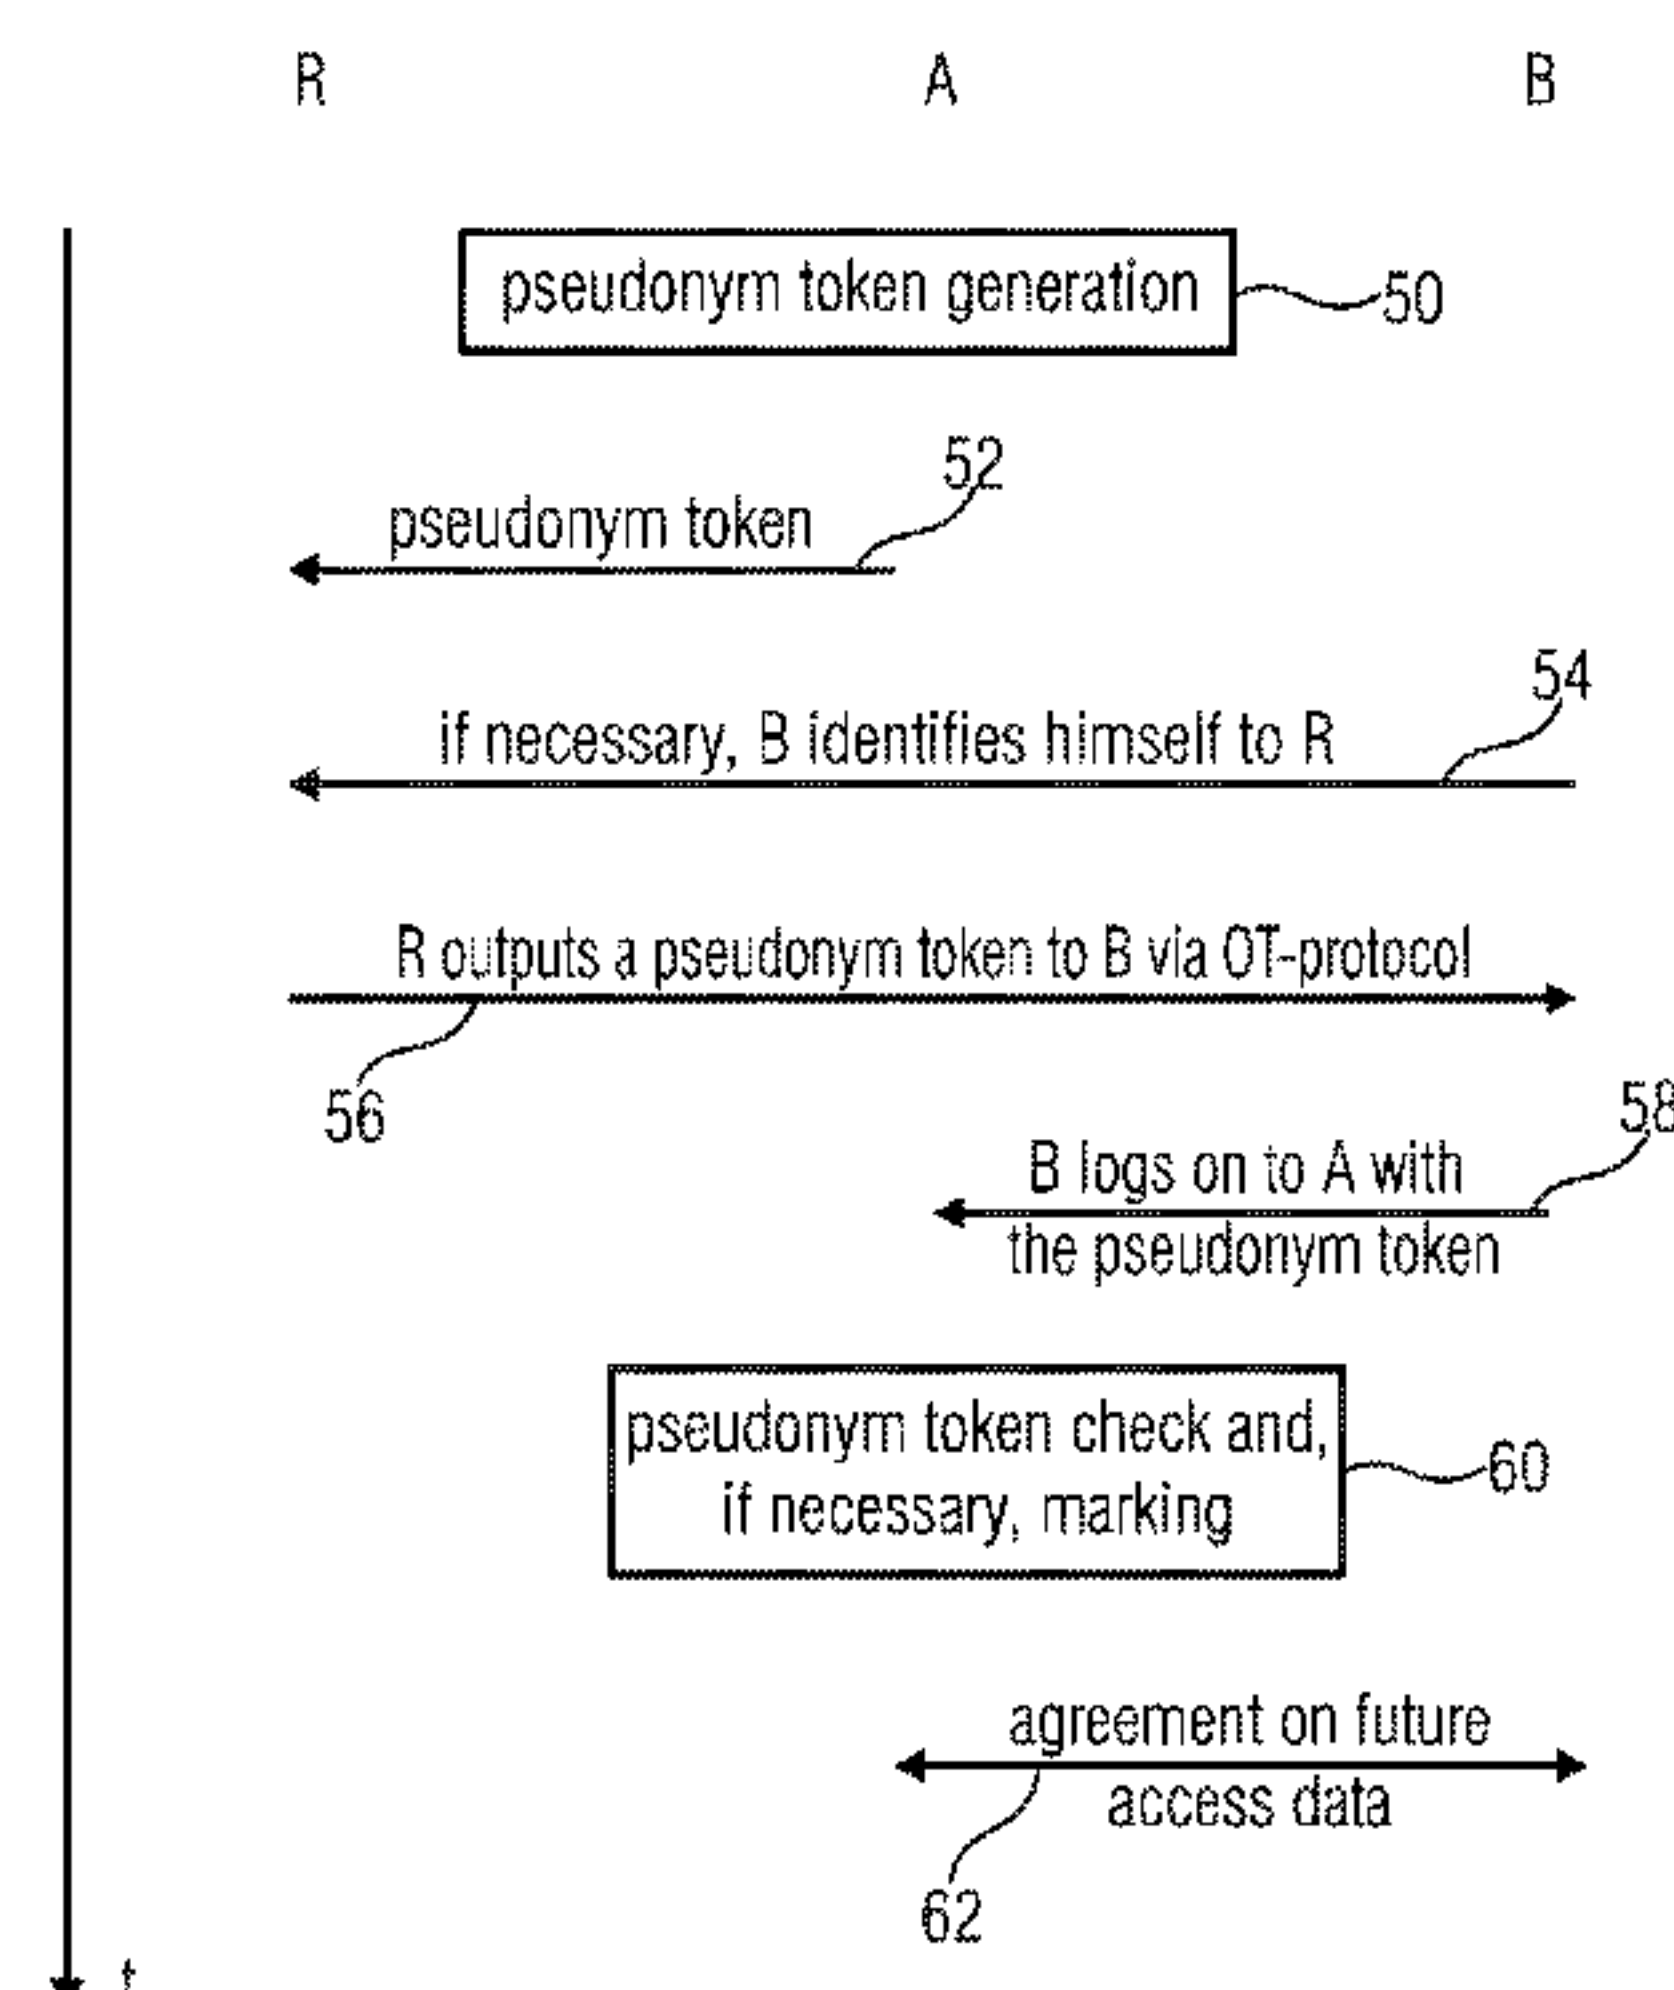 R A B
pseudonym token generation 50
52
pseudonym token
54
if necessary, B identifies himself to R
R outputs a pseudonym token to B via OT-protocol
56
58
B logs on to A with
the pseudonym token
pseudonym token check and,
if necessary, marking
60
agreement on future
access data
62
t